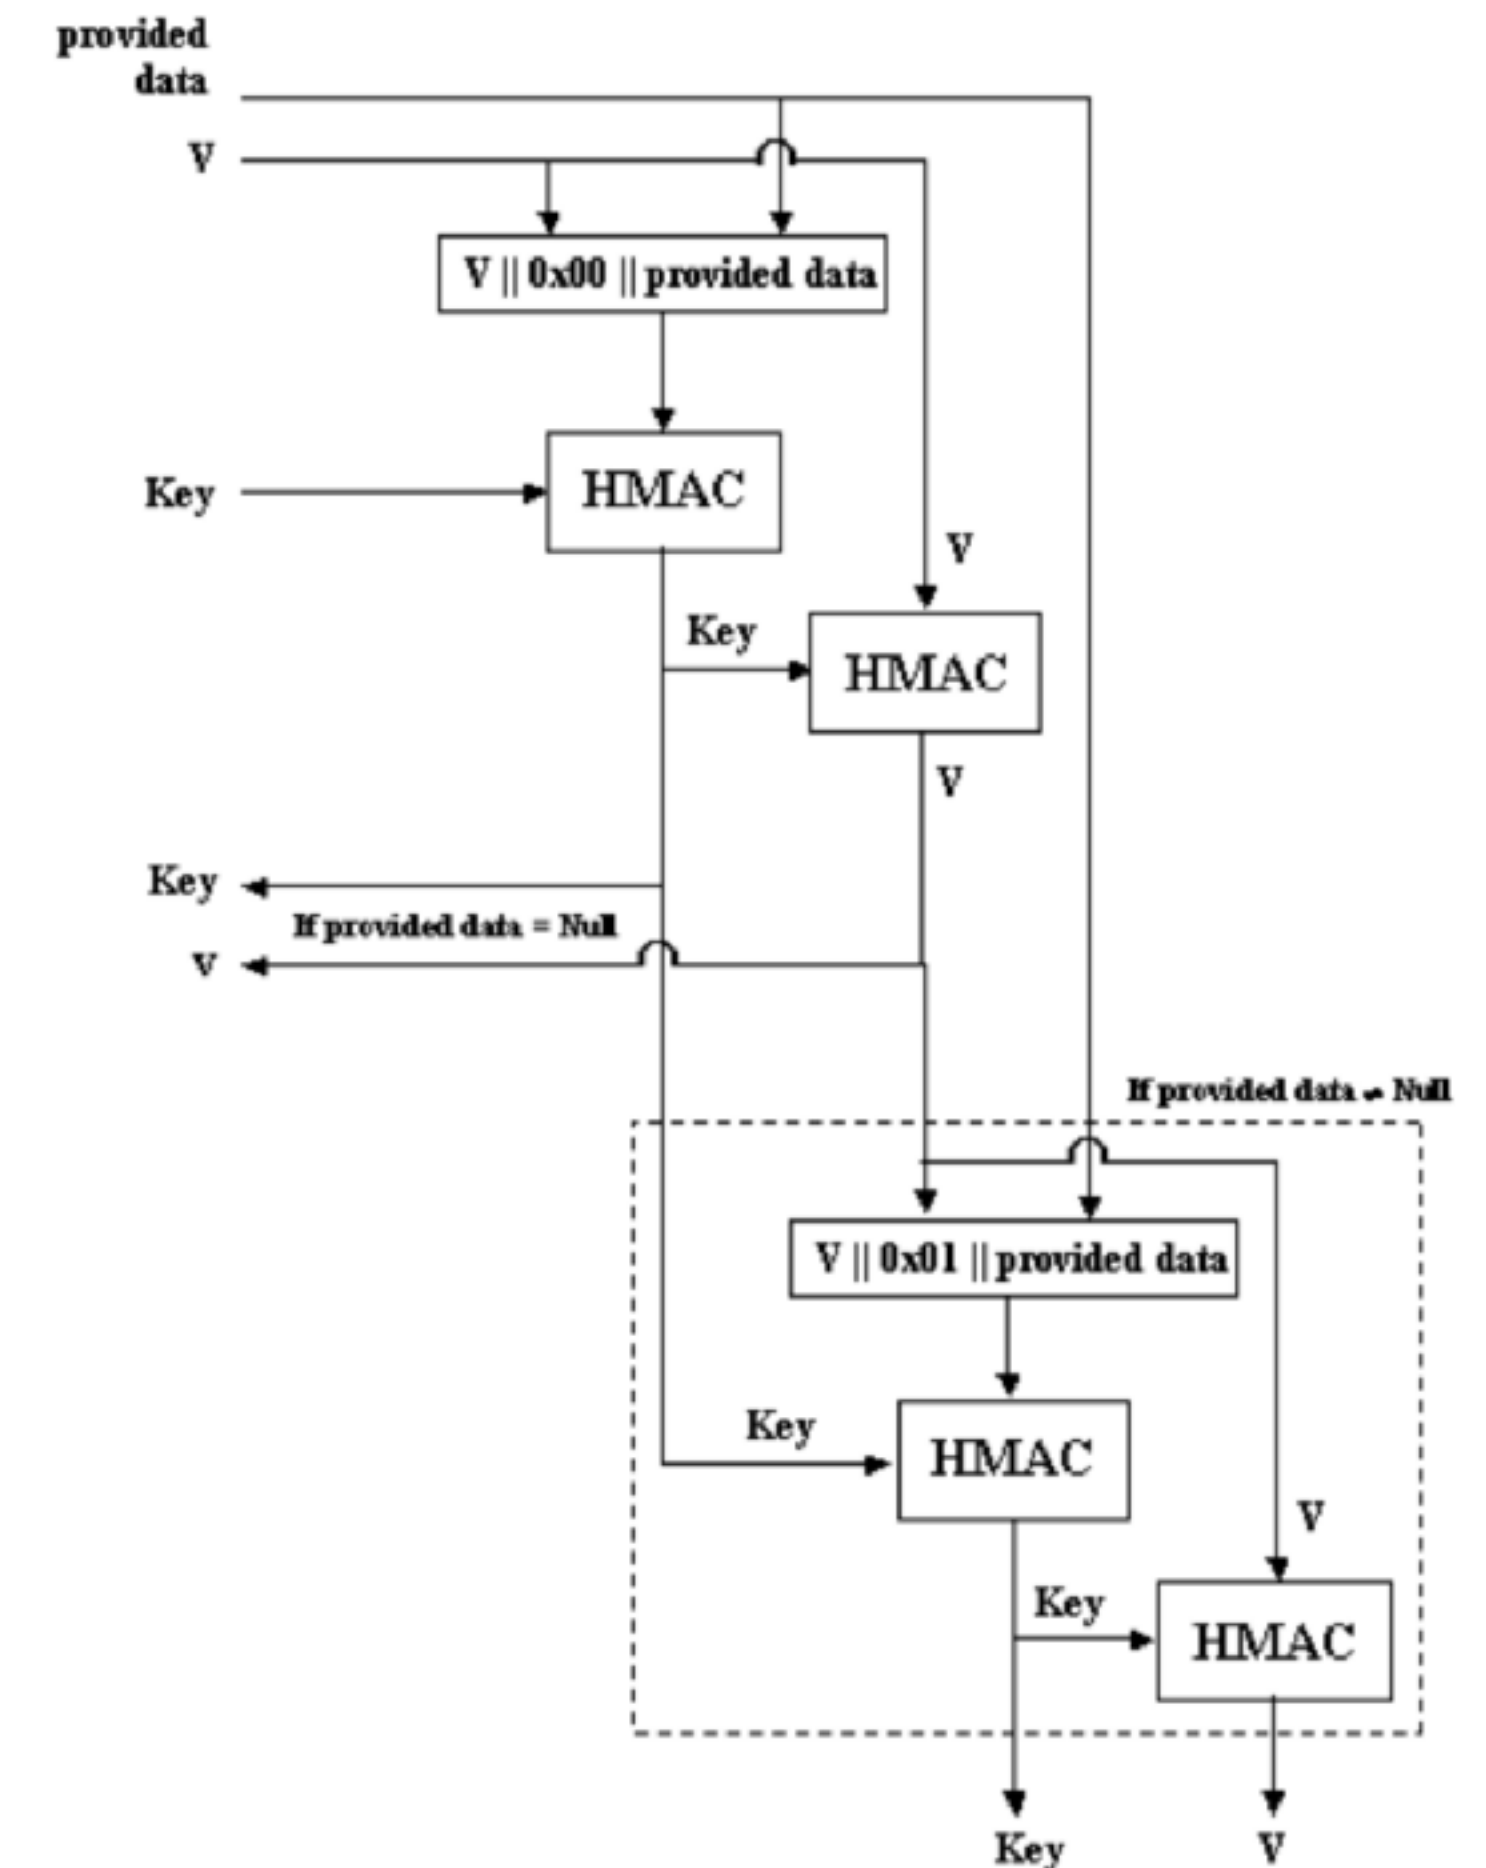 provided
data
V
V || 0x00 || provided data
Key
HMAC
V
Key
HMAC
V
Key
If provided data = Null
V
If provided data ≠ Null
V || 0x01 || provided data
Key
HMAC
V
Key
HMAC
Key
V